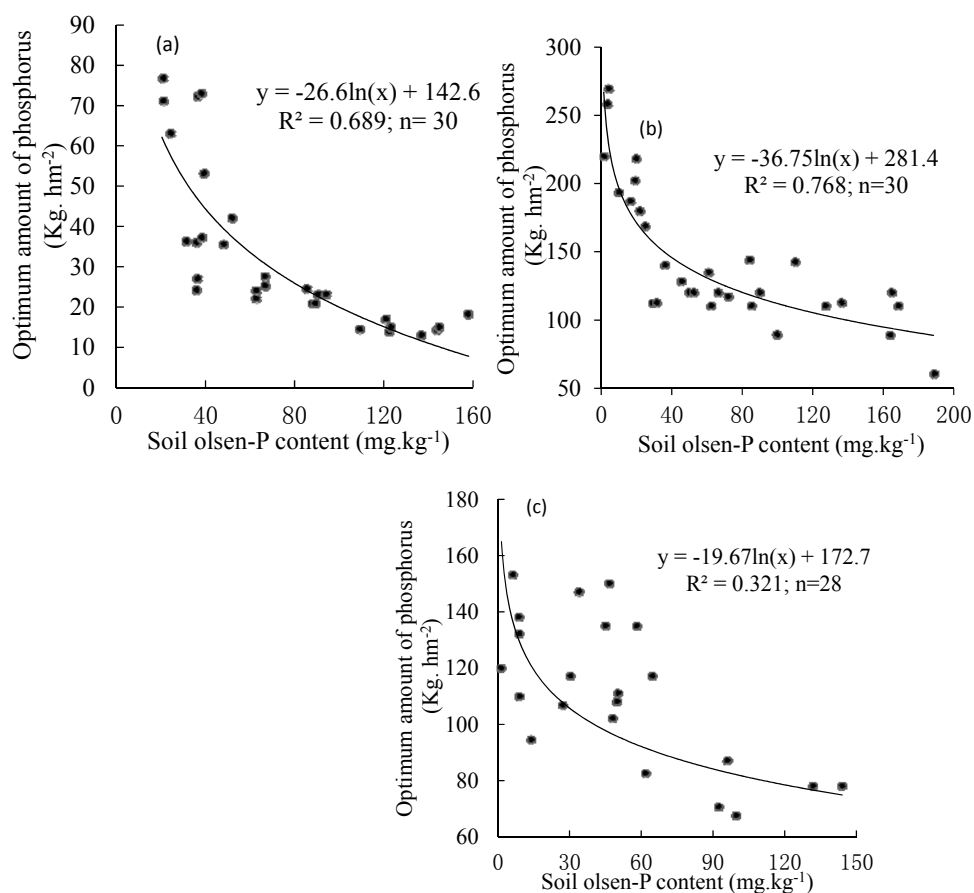 (a)
y = -26.6ln(x) + 142.6
R² = 0.689; n= 30
Optimum amount of phosphorus
(Kg. hm⁻²)
90
80
70
60
50
40
30
20
10
0
0 40 80 120 160
Soil olsen-P content (mg.kg⁻¹)
(b)
y = -36.75ln(x) + 281.4
R² = 0.768; n=30
Optimum amount of phosphorus
(Kg. hm⁻²)
300
250
200
150
100
50
0 40 80 120 160 200
Soil olsen-P content (mg.kg⁻¹)
(c)
y = -19.67ln(x) + 172.7
R² = 0.321; n=28
Optimum amount of phosphorus
(Kg. hm⁻²)
180
160
140
120
100
80
60
0 30 60 90 120 150
Soil olsen-P content (mg.kg⁻¹)